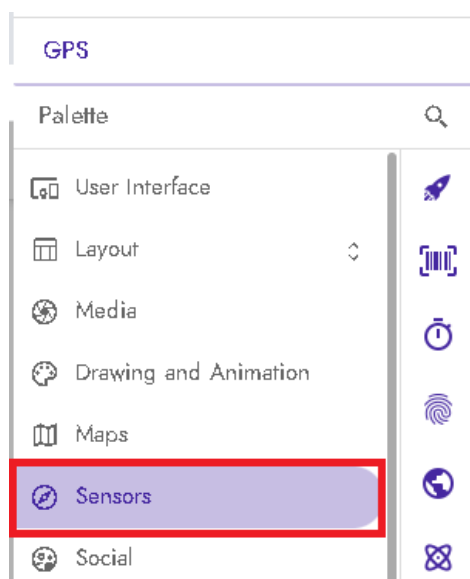 GPS
Palette
User Interface
Layout
Media
Drawing and Animation
Maps
Sensors
Social